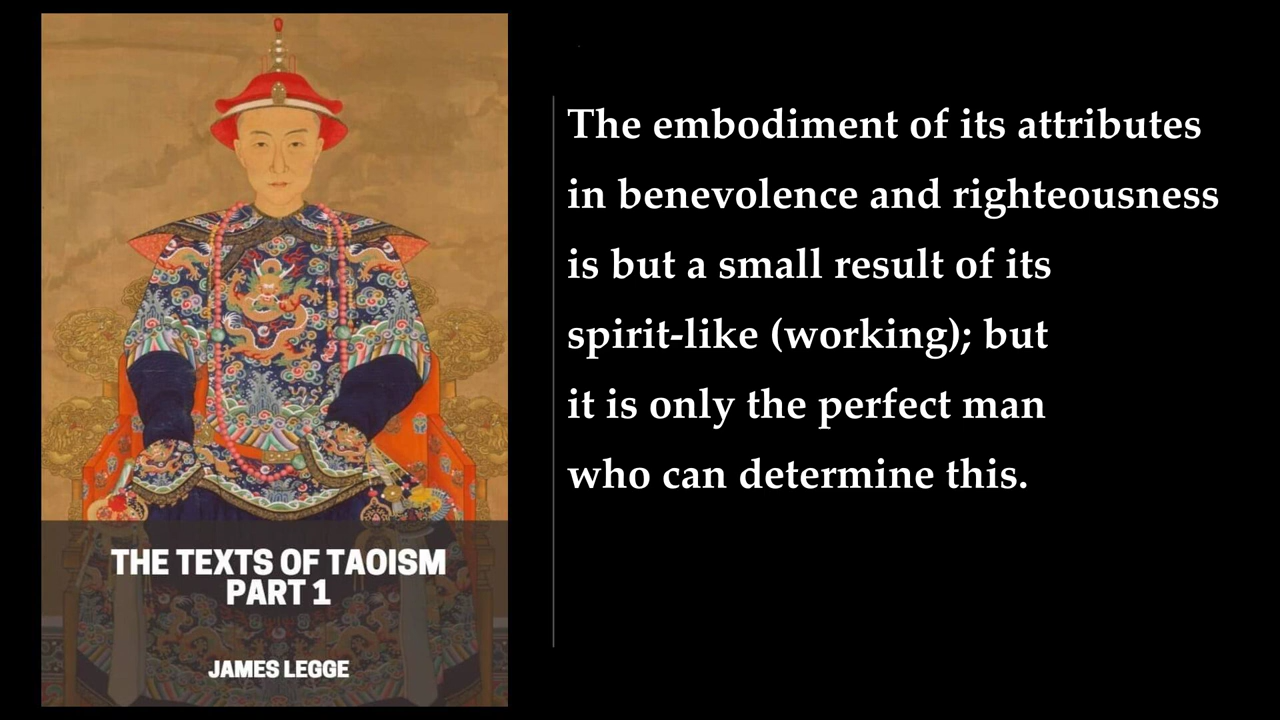 The embodiment of its attributes
in benevolence and righteousness
is but a small result of its
spirit-like (working); but
it is only the perfect man
who can determine this.
THE TEXTS OF TAOISM
PART 1
JAMES LEGGE